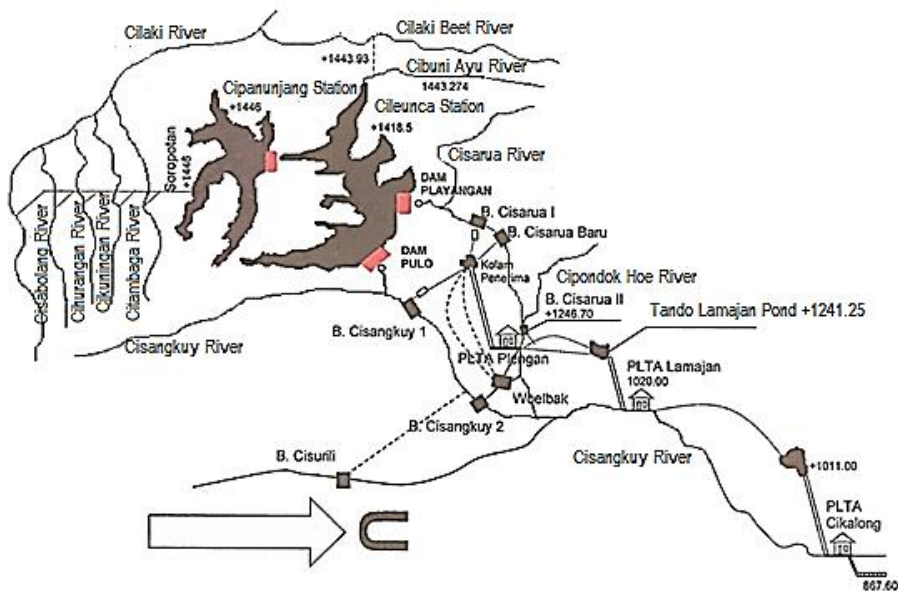 Cilaki River
Cilaki Beet River
+1443.93
Cibuni Ayu River
1443.274
Cipanunjang Station
+1446
Cileunca Station
+1418.5
Soropotan
+1446
Cisarua River
DAM
PLAYANGAN
B. Cisarua I
B. Cisarua Baru
DAM
PULO
Kolam
Penerima
Cipondok Hoe River
B. Cisarua II
+1246.70
Tando Lamajan Pond +1241.25
Gisabolang River
Cihurangan River
Cikuningan River
Cilambaga River
B. Cisangkuy 1
Cisangkuy River
PLTA Plengan
PLTA Lamajan
1020.00
Woelbak
B. Cisangkuy 2
B. Cisurili
Cisangkuy River
+1011.00
PLTA
Cikalong
867.60